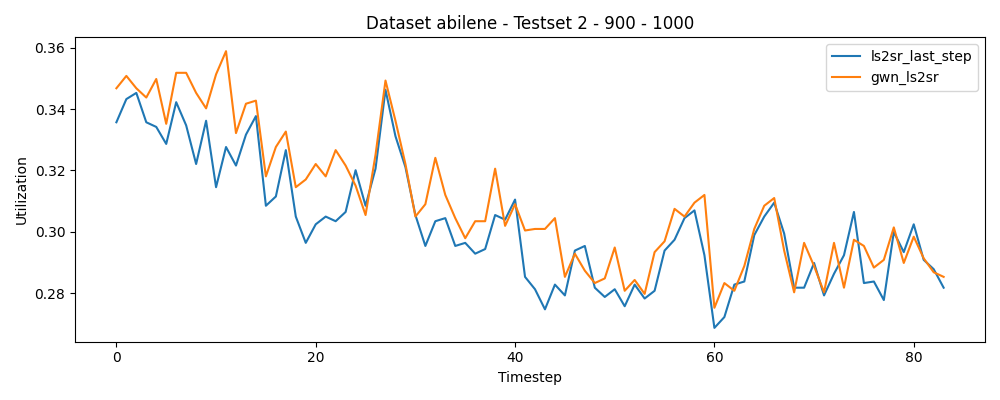 Dataset abilene - Testset 2 - 900 - 1000
ls2sr_last_step
gwn_ls2sr
Utilization
0.36
0.34
0.32
0.30
0.28
0
20
40
60
80
Timestep